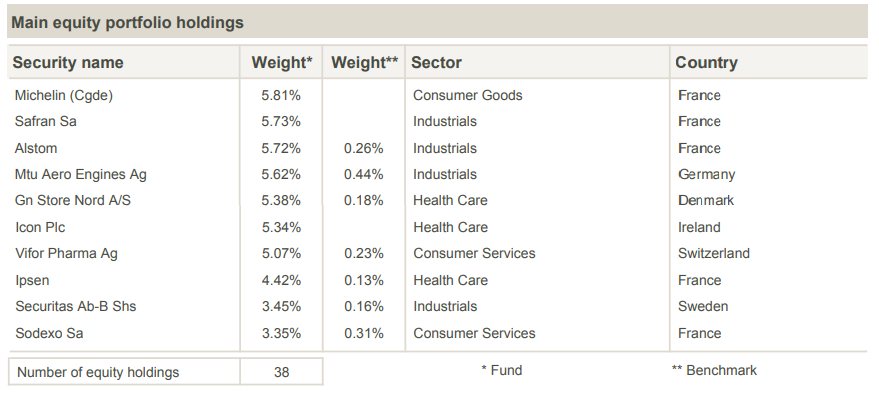 Main equity portfolio holdings
Security name Weight* Weight** Sector Country
Michelin (Cgde) 5.81% Consumer Goods France
Safran Sa 5.73% Industrials France
Alstom 5.72% 0.26% Industrials France
Mtu Aero Engines Ag 5.62% 0.44% Industrials Germany
Gn Store Nord A/S 5.38% 0.18% Health Care Denmark
Icon Plc 5.34% Health Care Ireland
Vifor Pharma Ag 5.07% 0.23% Consumer Services Switzerland
Ipsen 4.42% 0.13% Health Care France
Securitas Ab-B Shs 3.45% 0.16% Industrials Sweden
Sodexo Sa 3.35% 0.31% Consumer Services France
Number of equity holdings 38 * Fund ** Benchmark